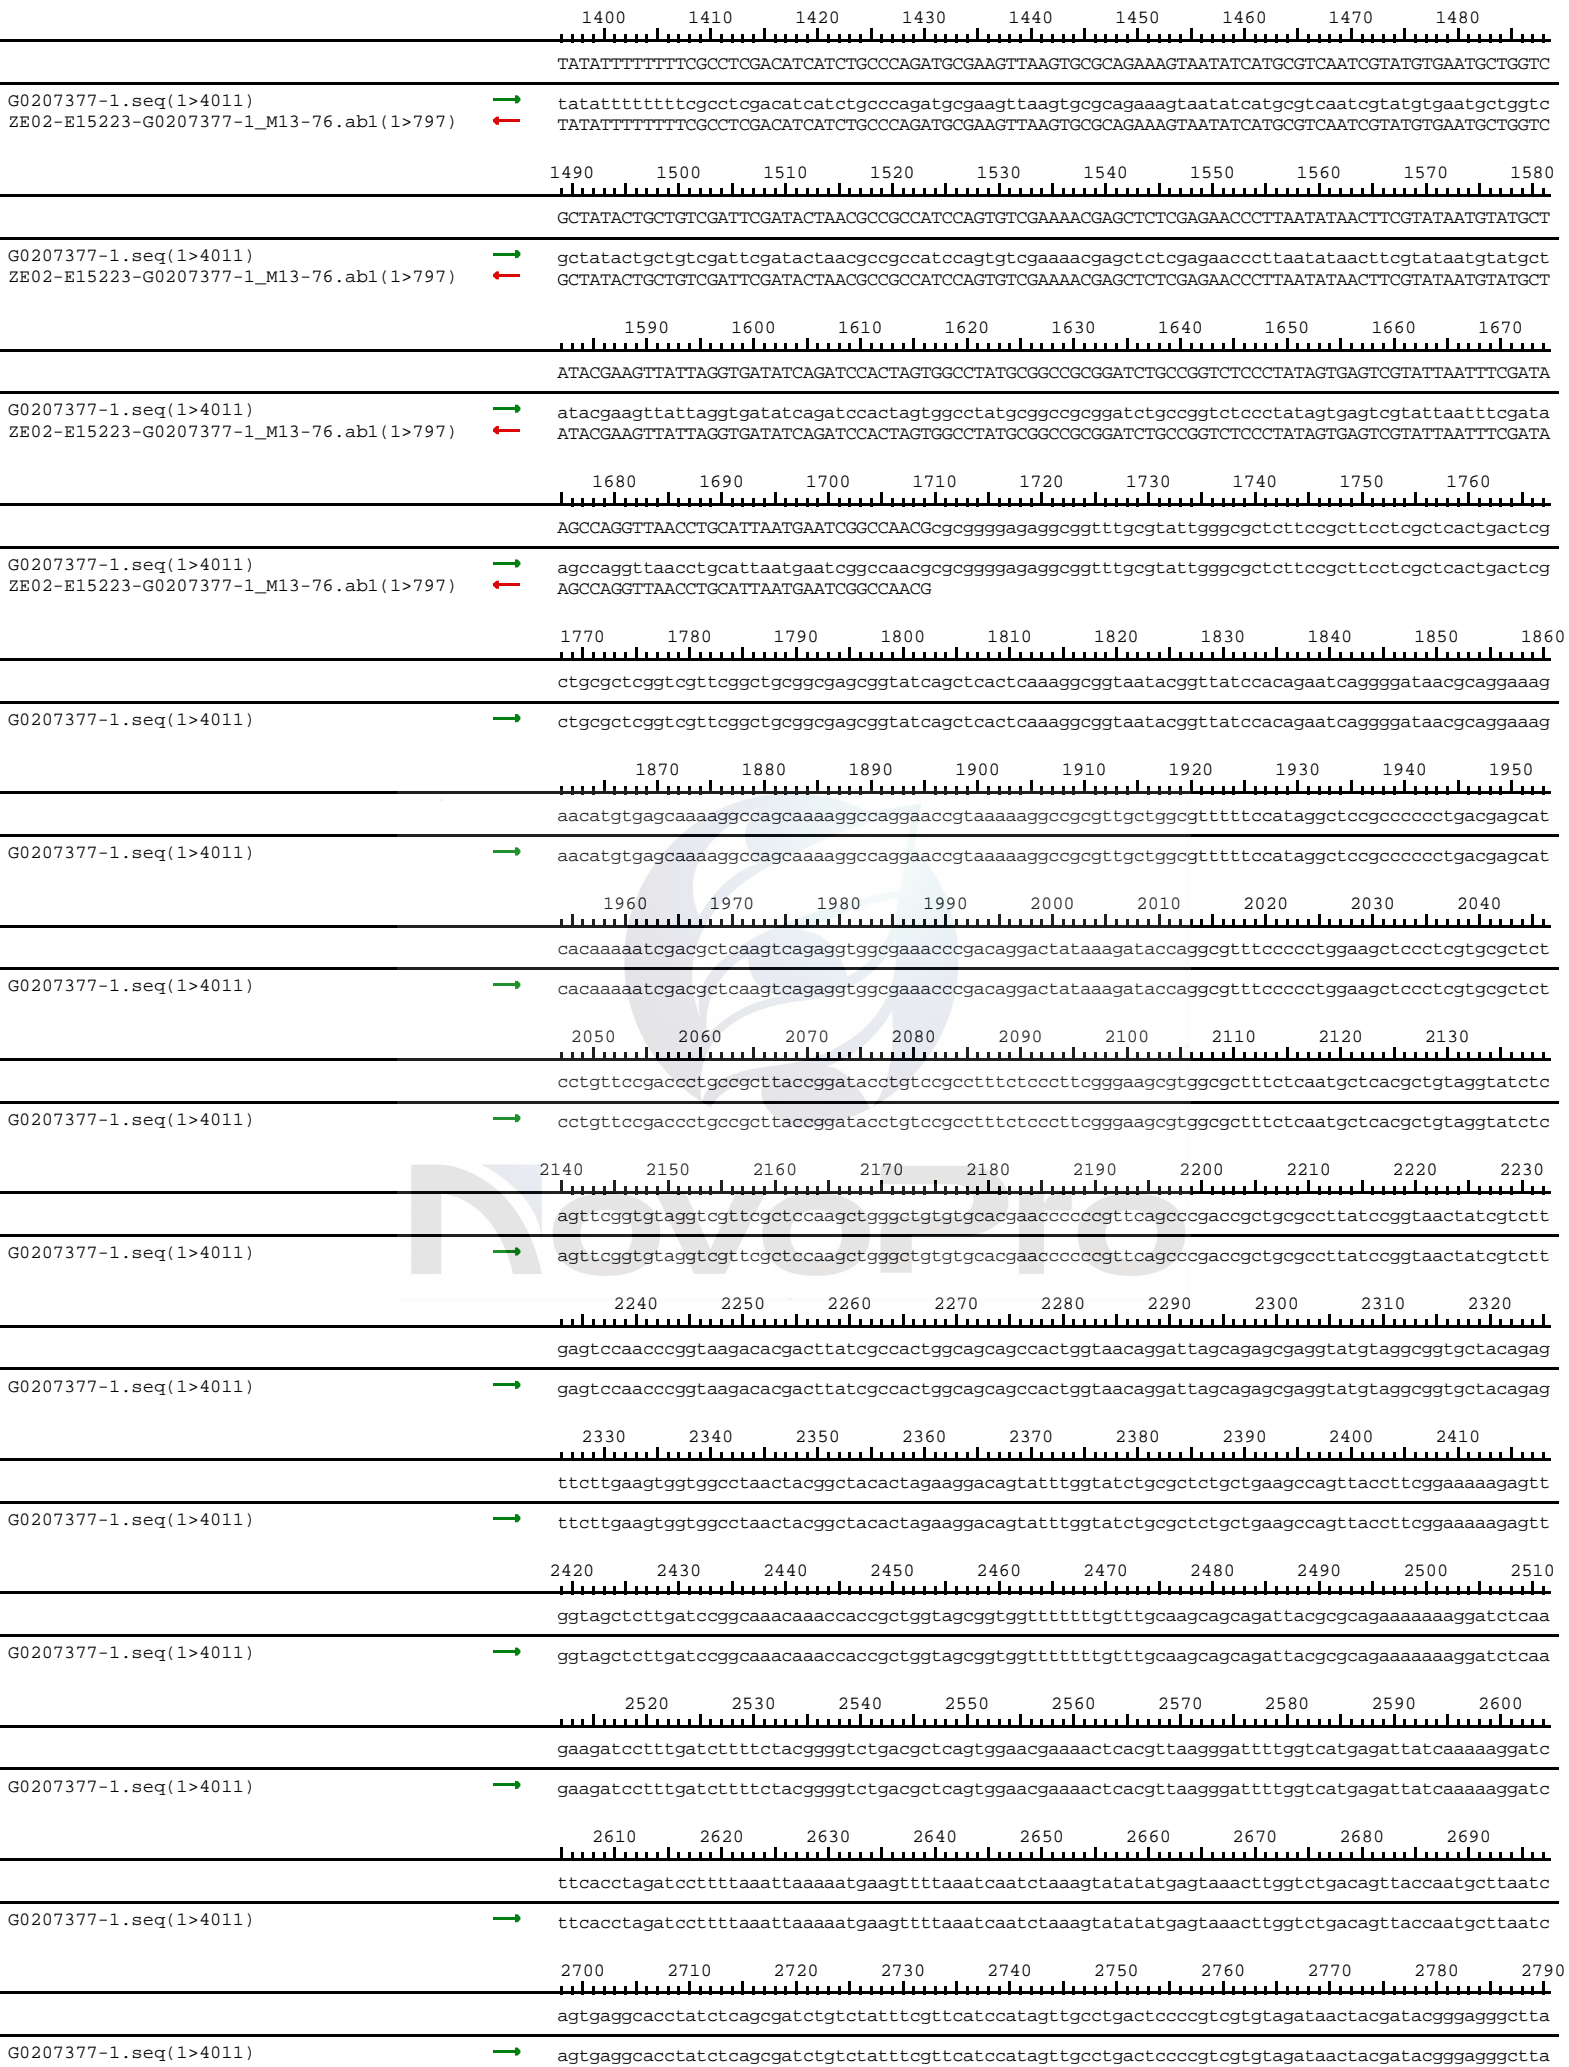 1400 1410 1420 1430 1440 1450 1460 1470 1480
TATATTTTTTTTCGCCTCGACATCATCTGCCCAGATGCGAAGTTAAGTGCGCAGAAAGTAATATCATGCGTCAATCGTATGTGAATGCTGGTC
G0207377-1.seq(1>4011) tatattttttttcgcctcgacatcatctgcccagatgcgaagttaagtgcgcagaaagtaatatcatgcgtcaatcgtatgtgaatgctggtc
ZE02-E15223-G0207377-1_M13-76.ab1(1>797) TATATTTTTTTTCGCCTCGACATCATCTGCCCAGATGCGAAGTTAAGTGCGCAGAAAGTAATATCATGCGTCAATCGTATGTGAATGCTGGTC
1490 1500 1510 1520 1530 1540 1550 1560 1570 1580
GCTATACTGCTGTCGATTCGATACTAACGCCGCCATCCAGTGTCGAAAACGAGCTCTCGAGAACCCTTAATATAACTTCGTATAATGTATGCT
G0207377-1.seq(1>4011) gctatactgctgtcgattcgatactaacgccgccatccagtgtcgaaaacgagctctcgagaacccttaatataacttcgtataatgtatgct
ZE02-E15223-G0207377-1_M13-76.ab1(1>797) GCTATACTGCTGTCGATTCGATACTAACGCCGCCATCCAGTGTCGAAAACGAGCTCTCGAGAACCCTTAATATAACTTCGTATAATGTATGCT
1590 1600 1610 1620 1630 1640 1650 1660 1670
ATACGAAGTTATTAGGTGATATCAGATCCACTAGTGGCCTATGCGGCCGCGGATCTGCCGGTCTCCCTATAGTGAGTCGTATTAATTTCGATA
G0207377-1.seq(1>4011) atacgaagttattaggtgatatcagatccactagtggcctatgcggccgcggatctgccggtctccctatagtgagtcgtattaatttcgata
ZE02-E15223-G0207377-1_M13-76.ab1(1>797) ATACGAAGTTATTAGGTGATATCAGATCCACTAGTGGCCTATGCGGCCGCGGATCTGCCGGTCTCCCTATAGTGAGTCGTATTAATTTCGATA
1680 1690 1700 1710 1720 1730 1740 1750 1760
AGCCAGGTTAACCTGCATTAATGAATCGGCCAACGcgcggggagaggcggtttgcgtattgggcgctcttccgcttcctcgctcactgactcg
G0207377-1.seq(1>4011) agccaggttaacctgcattaatgaatcggccaacgcgcggggagaggcggtttgcgtattgggcgctcttccgcttcctcgctcactgactcg
ZE02-E15223-G0207377-1_M13-76.ab1(1>797) AGCCAGGTTAACCTGCATTAATGAATCGGCCAACG
1770 1780 1790 1800 1810 1820 1830 1840 1850 1860
ctgcgctcggtcgttcggctgcggcgagcggtatcagctcactcaaaggcggtaatacggttatccacagaatcaggggataacgcaggaaag
G0207377-1.seq(1>4011) ctgcgctcggtcgttcggctgcggcgagcggtatcagctcactcaaaggcggtaatacggttatccacagaatcaggggataacgcaggaaag
1870 1880 1890 1900 1910 1920 1930 1940 1950
aacatgtgagcaaaaggccagcaaaaggccaggaaccgtaaaaaggccgcgttgctggcgtttttccataggctccgcccccctgacgagcat
G0207377-1.seq(1>4011) aacatgtgagcaaaaggccagcaaaaggccaggaaccgtaaaaaggccgcgttgctggcgtttttccataggctccgcccccctgacgagcat
1960 1970 1980 1990 2000 2010 2020 2030 2040
cacaaaaatcgacgctcaagtcagaggtggcgaaacccgacaggactataaagataccaggcgtttccccctggaagctccctcgtgcgctct
G0207377-1.seq(1>4011) cacaaaaatcgacgctcaagtcagaggtggcgaaacccgacaggactataaagataccaggcgtttccccctggaagctccctcgtgcgctct
2050 2060 2070 2080 2090 2100 2110 2120 2130
cctgttccgaccctgccgcttaccggatacctgtccgcctttctcccttcgggaagcgtggcgctttctcaatgctcacgctgtaggtatctc
G0207377-1.seq(1>4011) cctgttccgaccctgccgcttaccggatacctgtccgcctttctcccttcgggaagcgtggcgctttctcaatgctcacgctgtaggtatctc
NovoPro
2140 2150 2160 2170 2180 2190 2200 2210 2220 2230
agttcggtgtaggtcgttcgctccaagctgggctgtgtgcacgaaccccccgttcagcccgaccgctgcgccttatccggtaactatcgtctt
G0207377-1.seq(1>4011) agttcggtgtaggtcgttcgctccaagctgggctgtgtgcacgaaccccccgttcagcccgaccgctgcgccttatccggtaactatcgtctt
2240 2250 2260 2270 2280 2290 2300 2310 2320
gagtccaacccggtaagacacgacttatcgccactggcagcagccactggtaacaggattagcagagcgaggtatgtaggcggtgctacagag
G0207377-1.seq(1>4011) gagtccaacccggtaagacacgacttatcgccactggcagcagccactggtaacaggattagcagagcgaggtatgtaggcggtgctacagag
2330 2340 2350 2360 2370 2380 2390 2400 2410
ttcttgaagtggtggcctaactacggctacactagaaggacagtatttggtatctgcgctctgctgaagccagttaccttcggaaaaagagtt
G0207377-1.seq(1>4011) ttcttgaagtggtggcctaactacggctacactagaaggacagtatttggtatctgcgctctgctgaagccagttaccttcggaaaaagagtt
2420 2430 2440 2450 2460 2470 2480 2490 2500 2510
ggtagctcttgatccggcaaacaaaccaccgctggtagcggtggtttttttgtttgcaagcagcagattacgcgcagaaaaaaaggatctcaa
G0207377-1.seq(1>4011) ggtagctcttgatccggcaaacaaaccaccgctggtagcggtggtttttttgtttgcaagcagcagattacgcgcagaaaaaaaggatctcaa
2520 2530 2540 2550 2560 2570 2580 2590 2600
gaagatcctttgatcttttctacggggtctgacgctcagtggaacgaaaactcacgttaagggattttggtcatgagattatcaaaaaggatc
G0207377-1.seq(1>4011) gaagatcctttgatcttttctacggggtctgacgctcagtggaacgaaaactcacgttaagggattttggtcatgagattatcaaaaaggatc
2610 2620 2630 2640 2650 2660 2670 2680 2690
ttcacctagatccttttaaattaaaaatgaagttttaaatcaatctaaagtatatatgagtaaacttggtctgacagttaccaatgcttaatc
G0207377-1.seq(1>4011) ttcacctagatccttttaaattaaaaatgaagttttaaatcaatctaaagtatatatgagtaaacttggtctgacagttaccaatgcttaatc
2700 2710 2720 2730 2740 2750 2760 2770 2780 2790
agtgaggcacctatctcagcgatctgtctatttcgttcatccatagttgcctgactccccgtcgtgtagataactacgatacgggagggctta
G0207377-1.seq(1>4011) agtgaggcacctatctcagcgatctgtctatttcgttcatccatagttgcctgactccccgtcgtgtagataactacgatacgggagggctta